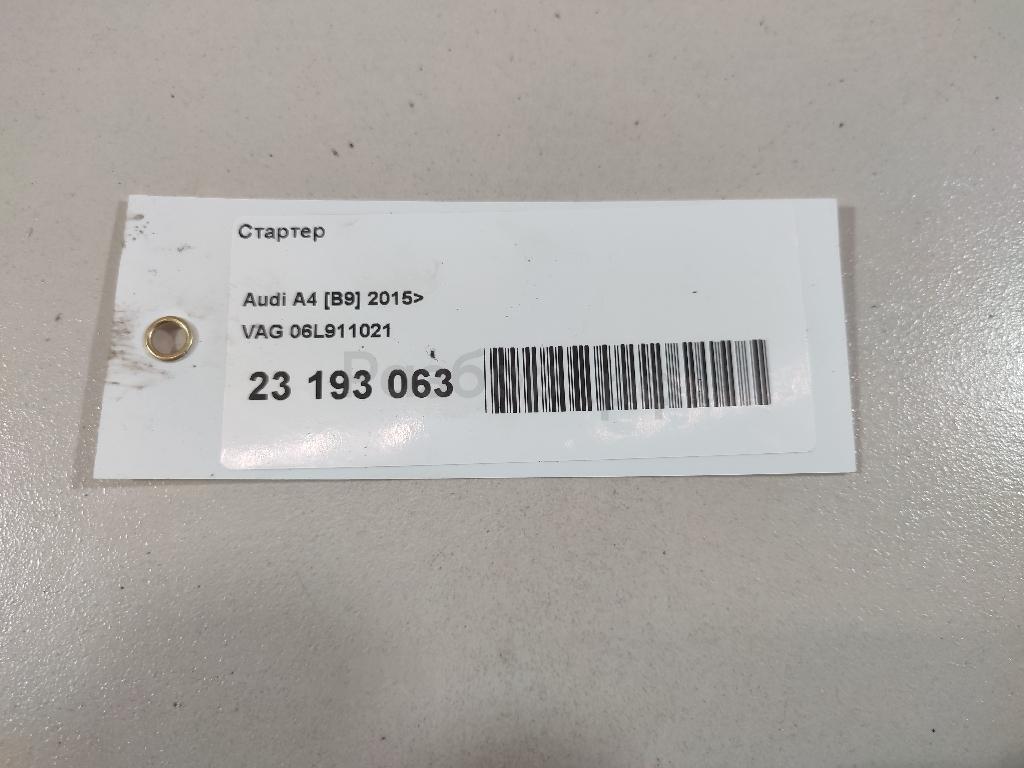 Стартер
Audi A4 [B9] 2015>
VAG 06L911021
23 193 063